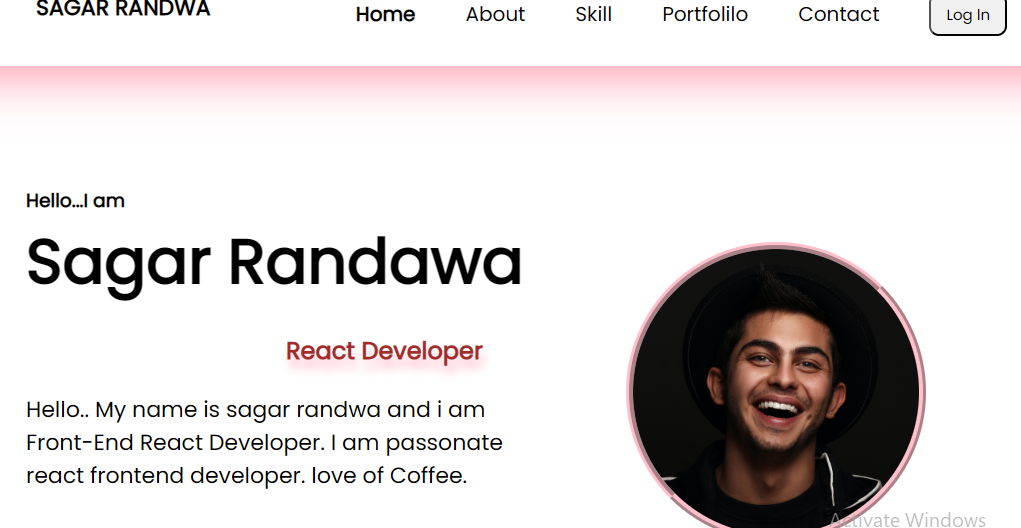 SAGAR RANDWA
Home
About
Skill
Portfolilo
Contact
Log In
Hello...I am
Sagar Randawa
React Developer
Hello.. My name is sagar randwa and i am
Front-End React Developer. I am passonate
react frontend developer. love of Coffee.
Activate Windows